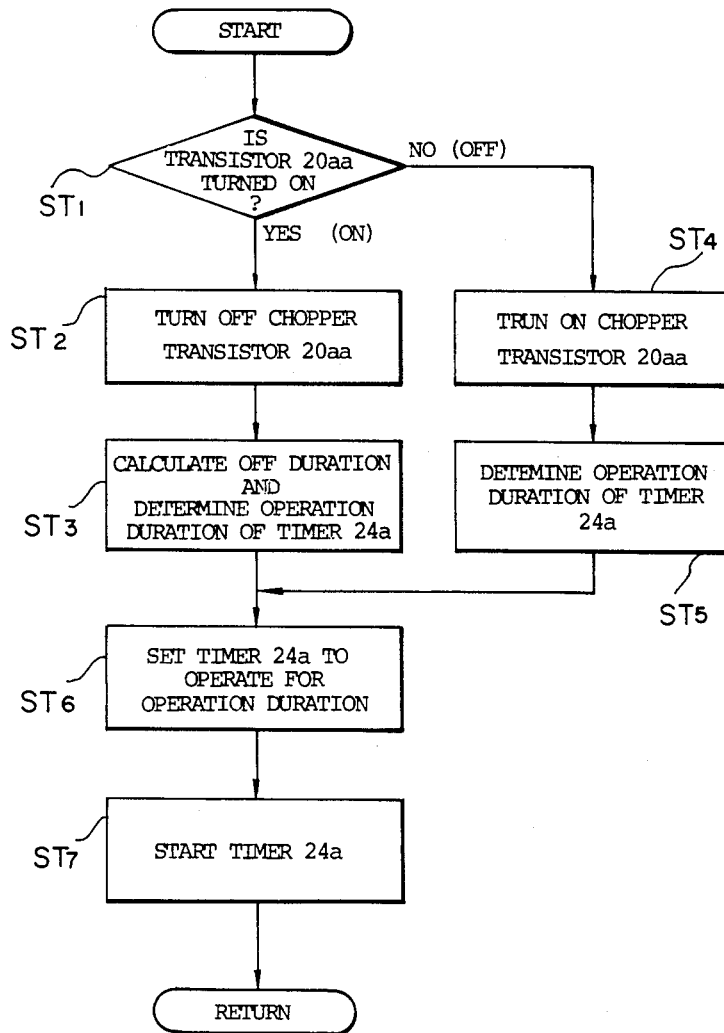 START
IS
TRANSISTOR 20aa
TURNED ON
?
ST1
NO (OFF)
YES (ON)
ST2
TURN OFF CHOPPER
TRANSISTOR 20aa
ST4
TRUN ON CHOPPER
TRANSISTOR 20aa
ST3
CALCULATE OFF DURATION
AND
DETERMINE OPERATION
DURATION OF TIMER 24a
DETEMINE OPERATION
DURATION OF TIMER
24a
ST5
ST6
SET TIMER 24a TO
OPERATE FOR
OPERATION DURATION
ST7
START TIMER 24a
RETURN